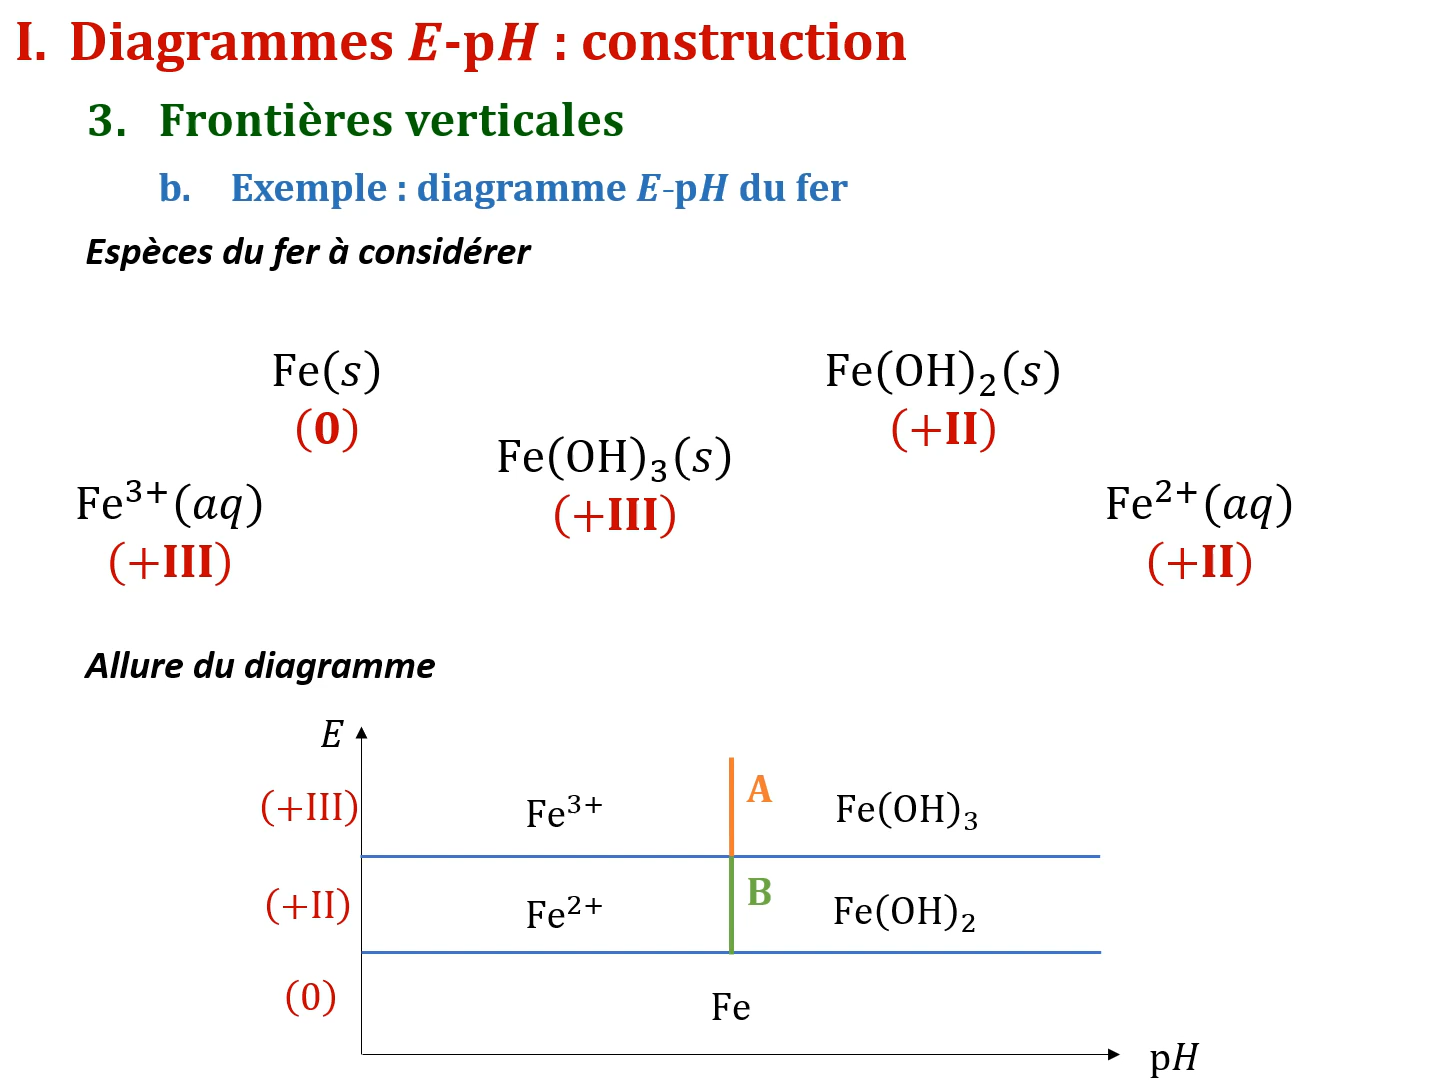 I. Diagrammes E-pH : construction
3. Frontières verticales
b. Exemple : diagramme E-pH du fer
Espèces du fer à considérer
Fe(s)
(0)
Fe(OH)₂(s)
(+II)
Fe(OH)₃(s)
(+III)
Fe³⁺(aq)
(+III)
Fe²⁺(aq)
(+II)
Allure du diagramme
E
(+III) Fe³⁺ A Fe(OH)₃
(+II) Fe²⁺ B Fe(OH)₂
(0) Fe
pH